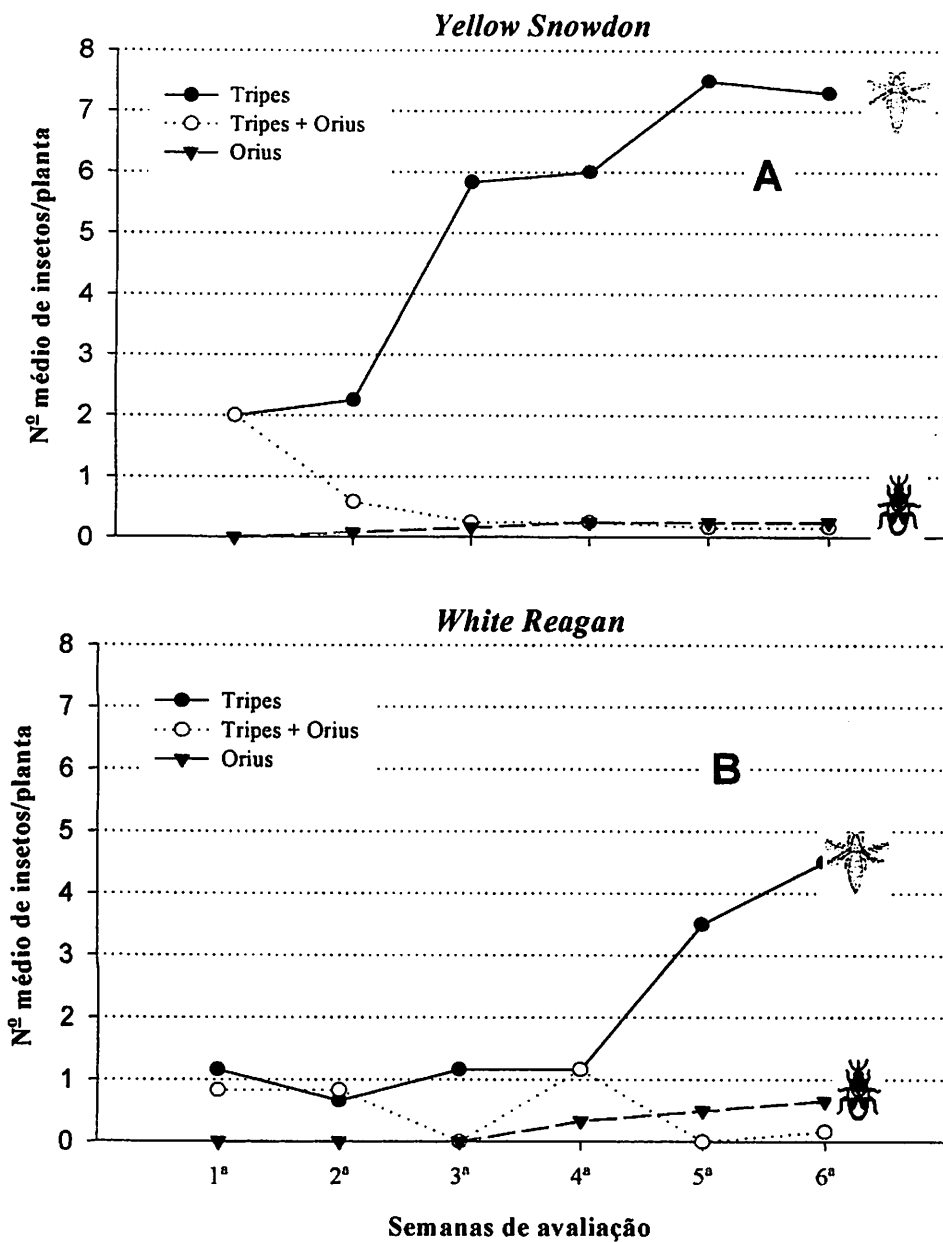 Yellow Snowdon
Nº médio de insetos/planta
8
7
6
5
4
3
2
1
0
Tripes
Tripes + Orius
Orius
A
White Reagan
Nº médio de insetos/planta
8
7
6
5
4
3
2
1
0
Tripes
Tripes + Orius
Orius
B
1ª 2ª 3ª 4ª 5ª 6ª
Semanas de avaliação